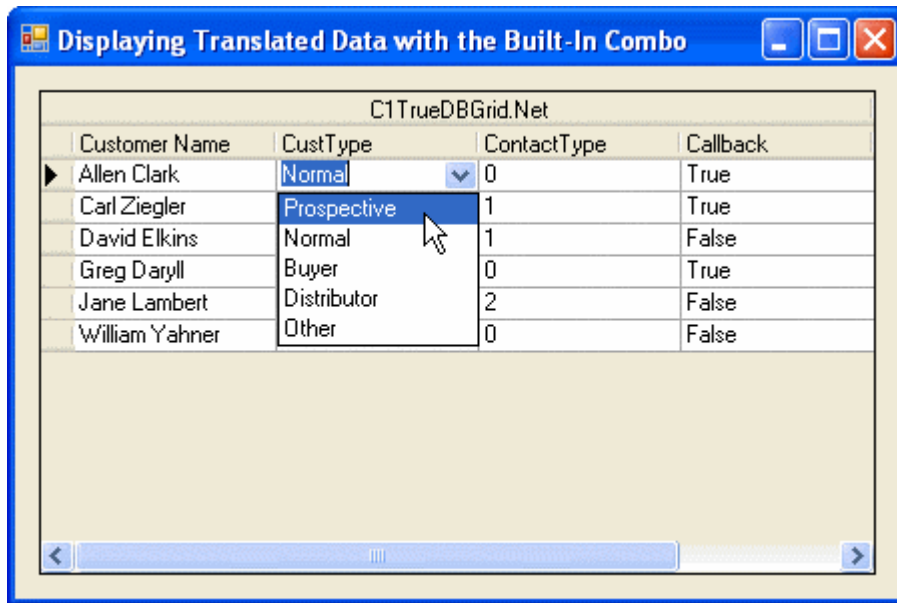 Displaying Translated Data with the Built-In Combo
C1TrueDBGrid.Net
Customer Name CustType ContactType Callback
Allen Clark Normal 0 True
Carl Ziegler Prospective 1 True
David Elkins Normal 1 False
Greg Daryll Buyer 0 True
Jane Lambert Distributor 2 False
William Yahner Other 0 False